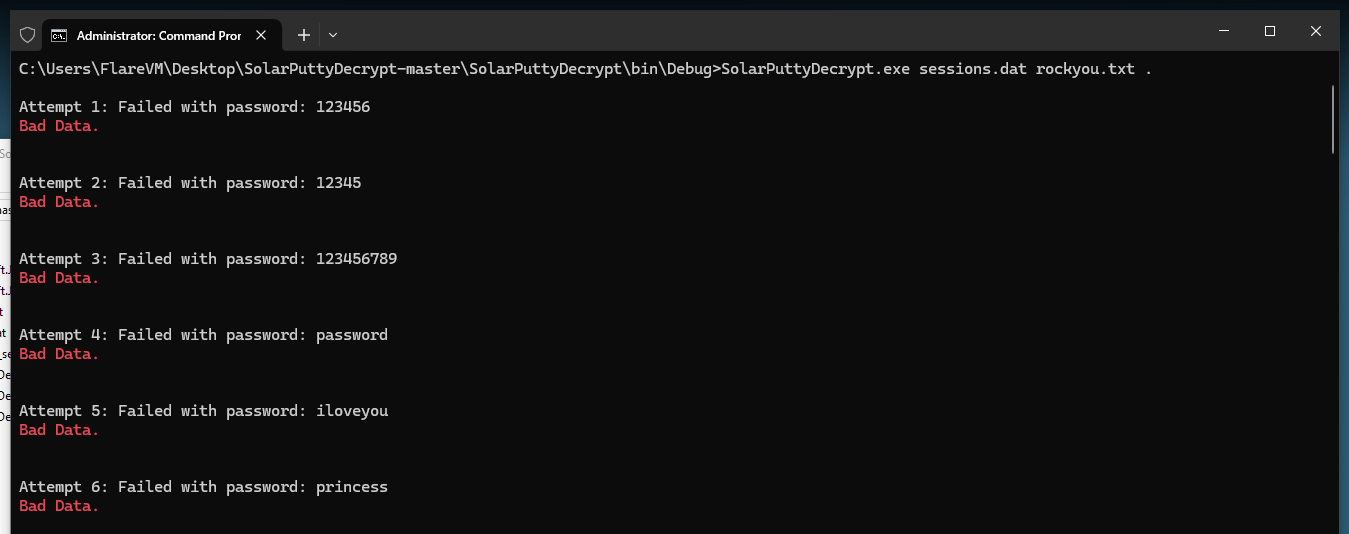 Administrator: Command Pror
C:\Users\FlareVM\Desktop\SolarPuttyDecrypt-master\SolarPuttyDecrypt\bin\Debug>SolarPuttyDecrypt.exe sessions.dat rockyou.txt .
Attempt 1: Failed with password: 123456
Bad Data.
Attempt 2: Failed with password: 12345
Bad Data.
Attempt 3: Failed with password: 123456789
Bad Data.
Attempt 4: Failed with password: password
Bad Data.
Attempt 5: Failed with password: iloveyou
Bad Data.
Attempt 6: Failed with password: princess
Bad Data.